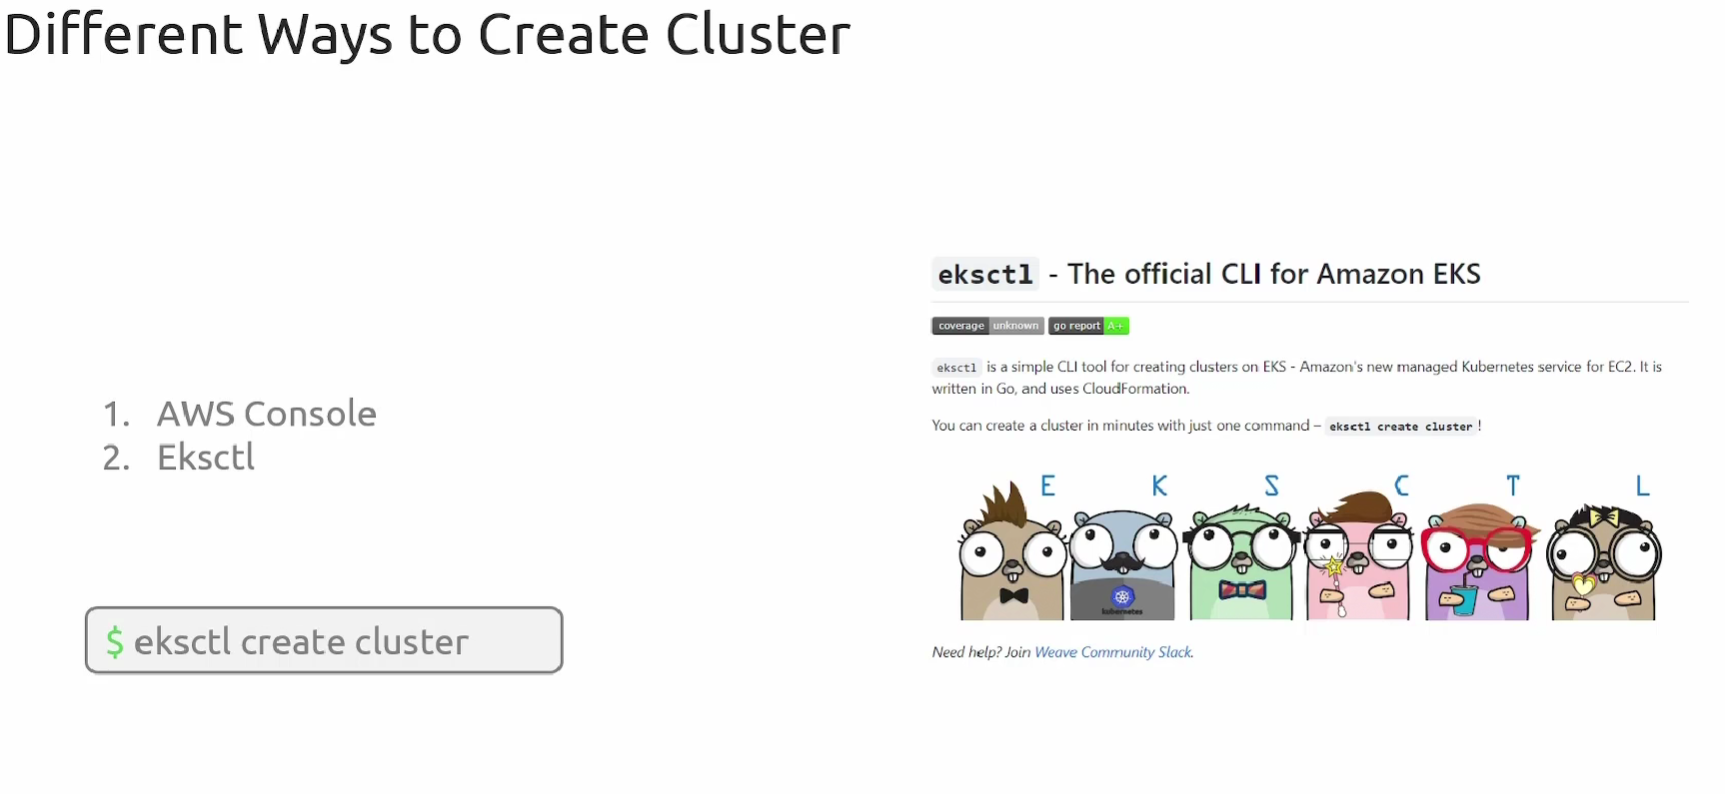 Different Ways to Create Cluster
1. AWS Console
2. Eksctl
$ eksctl create cluster
eksctl - The official CLI for Amazon EKS
coverage unknown go report A+
eksctl is a simple CLI tool for creating clusters on EKS - Amazon's new managed Kubernetes service for EC2. It is
written in Go, and uses CloudFormation.
You can create a cluster in minutes with just one command – eksctl create cluster !
E K S C T L
kubernetes
Need help? Join Weave Community Slack.